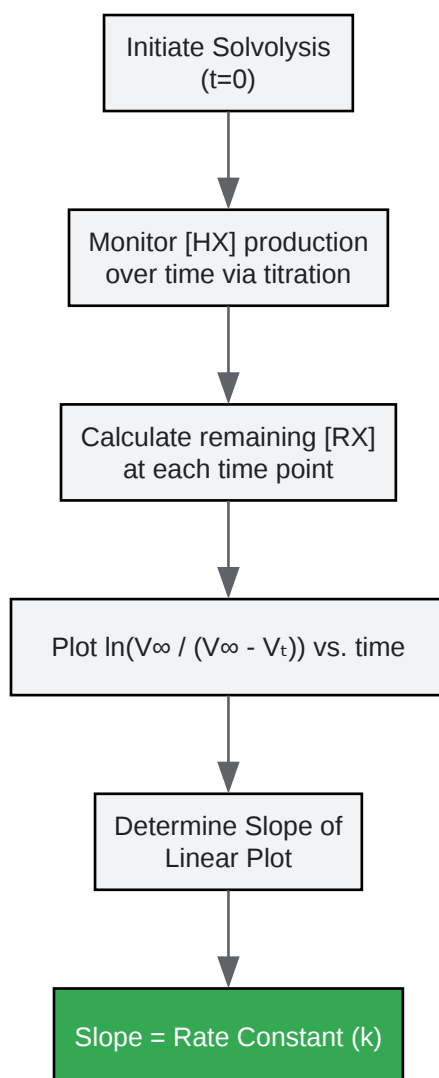 Initiate Solvolysis
(t=0)
Monitor [HX] production
over time via titration
Calculate remaining [RX]
at each time point
Plot ln(V∞ / (V∞ - Vₜ)) vs. time
Determine Slope of
Linear Plot
Slope = Rate Constant (k)